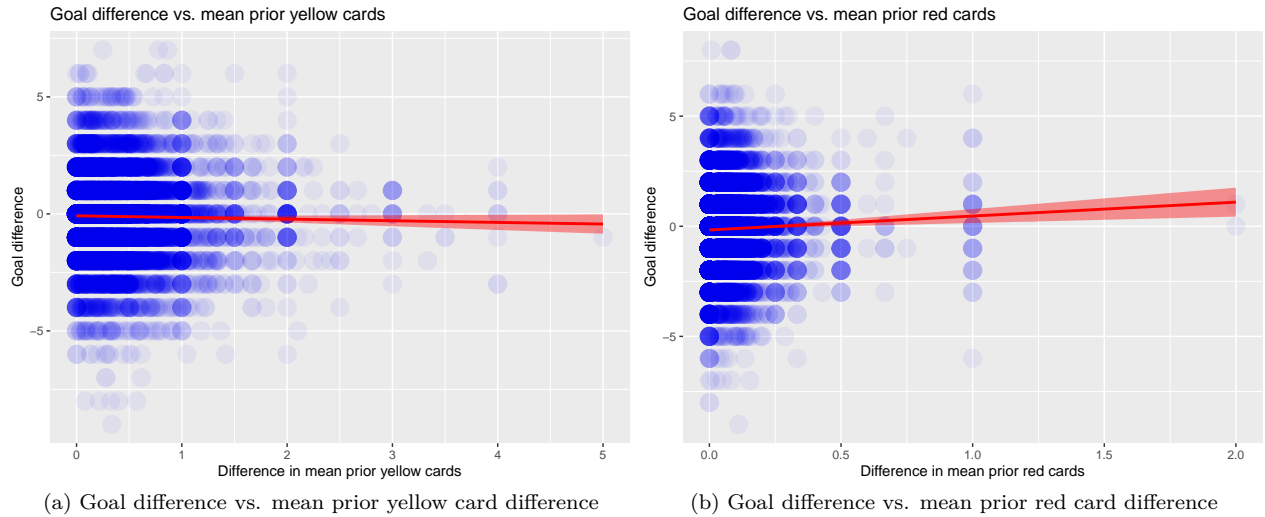 Goal difference vs. mean prior yellow cards
Goal difference
5
0
−5
0 1 2 3 4 5
Difference in mean prior yellow cards
(a) Goal difference vs. mean prior yellow card difference
Goal difference vs. mean prior red cards
Goal difference
5
0
−5
0.0 0.5 1.0 1.5 2.0
Difference in mean prior red cards
(b) Goal difference vs. mean prior red card difference